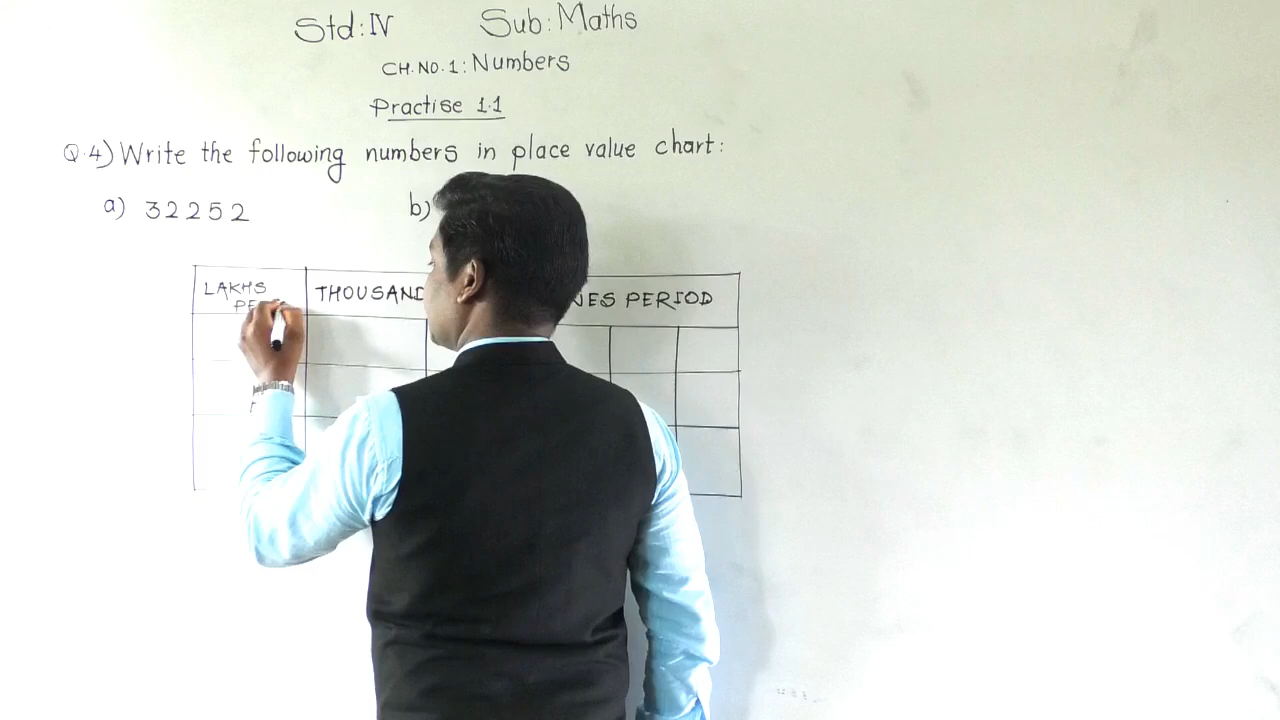 Std: IV Sub: Maths
CH. NO. 1: Numbers
Practise 1.1
Q.4) Write the following numbers in place value chart:
a) 32252 b)
LAKHS THOUSAND PERIOD